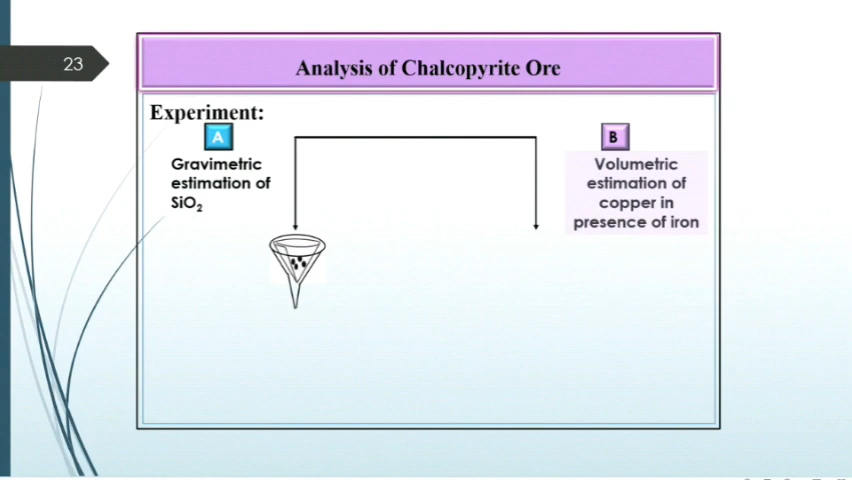 23
Analysis of Chalcopyrite Ore
Experiment:
A
Gravimetric
estimation of
SiO₂
B
Volumetric
estimation of
copper in
presence of iron